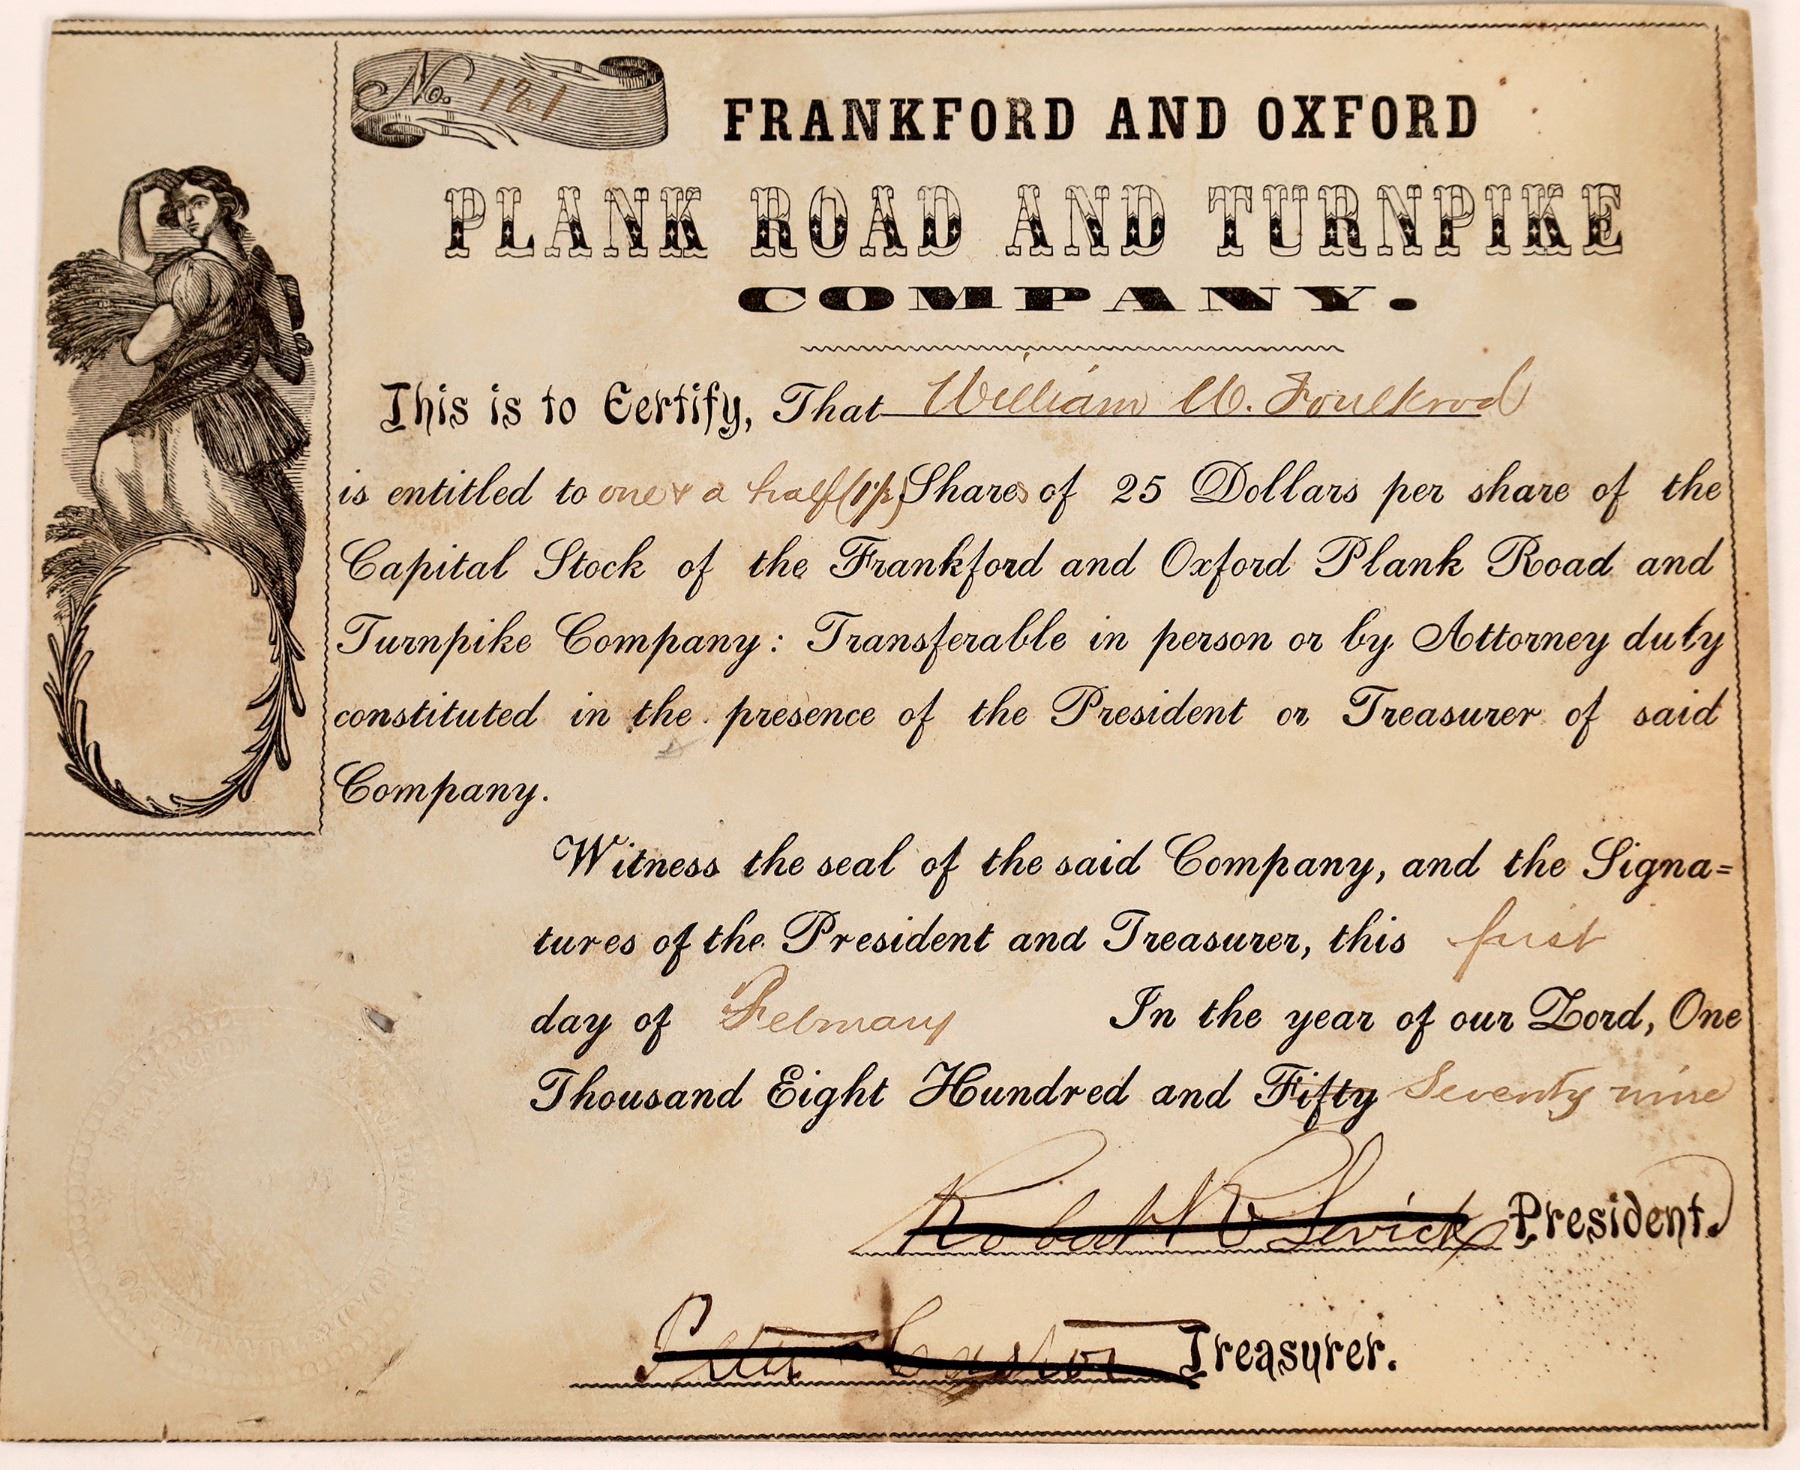 No. 121
FRANKFORD AND OXFORD
PLANK ROAD AND TURNPIKE
COMPANY.
This is to Certify, That William W. Foulkrod
is entitled to one & a half (1½) Shares of 25 Dollars per share of the
Capital Stock of the Frankford and Oxford Plank Road and
Turnpike Company: Transferable in person or by Attorney duty
constituted in the presence of the President or Treasurer of said
Company.
Witness the seal of the said Company, and the Signa=
tures of the President and Treasurer, this first
day of February In the year of our Lord, One
Thousand Eight Hundred and Fifty Seventy nine
Robert President.
Peter Castor Treasurer.